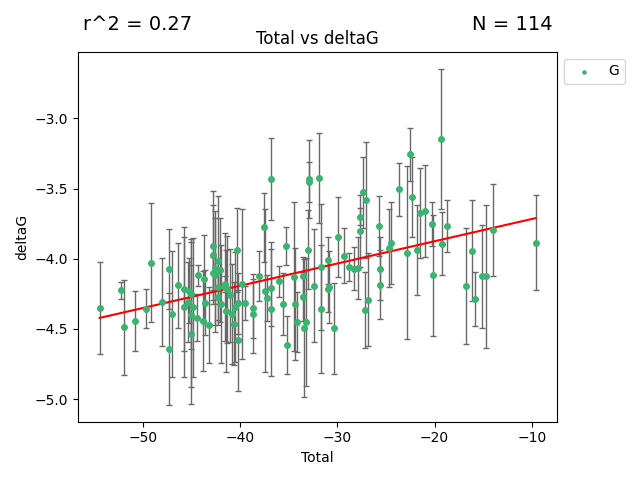 r^2 = 0.27
N = 114
Total vs deltaG
G
deltaG
−3.0
−3.5
−4.0
−4.5
−5.0
−50
−40
−30
−20
−10
Total